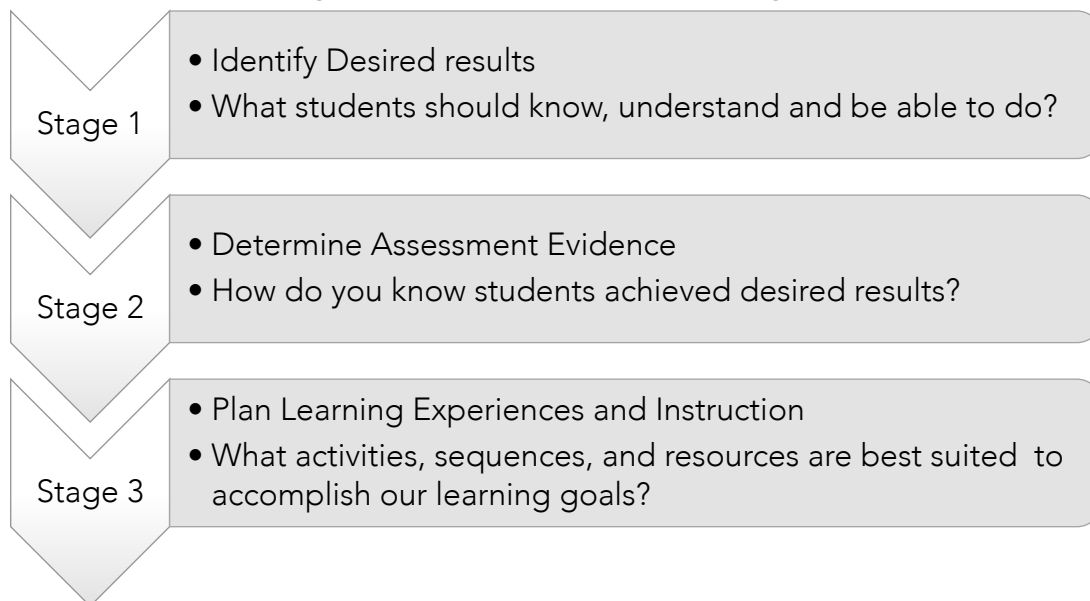 Stage 1
• Identify Desired results
• What students should know, understand and be able to do?
Stage 2
• Determine Assessment Evidence
• How do you know students achieved desired results?
Stage 3
• Plan Learning Experiences and Instruction
• What activities, sequences, and resources are best suited to
accomplish our learning goals?